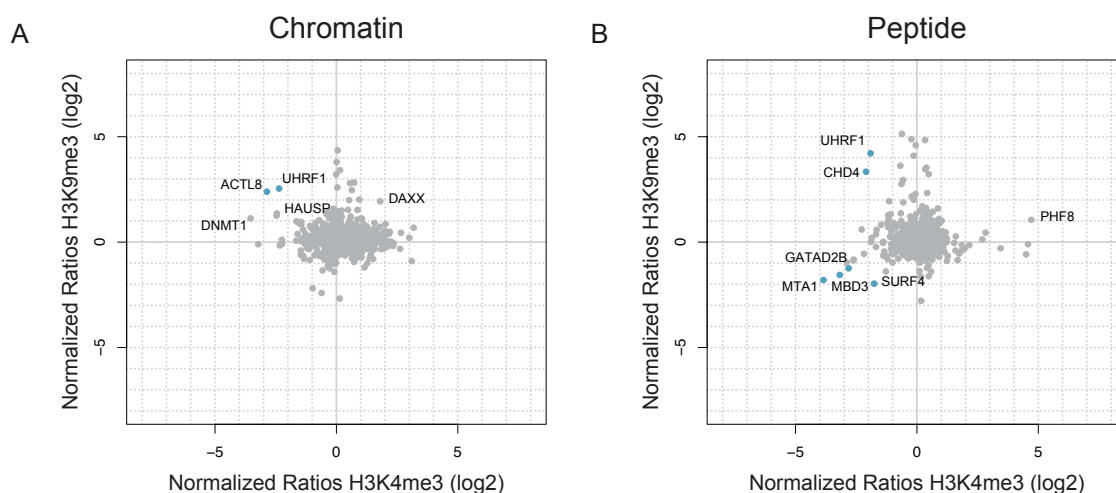 A
Chromatin
Normalized Ratios H3K9me3 (log2)
5
0
−5
ACTL8
UHRF1
DAXX
HAUSP
DNMT1
−5
0
5
Normalized Ratios H3K4me3 (log2)
B
Peptide
Normalized Ratios H3K9me3 (log2)
5
0
−5
UHRF1
CHD4
PHF8
GATAD2B
MTA1
MBD3
SURF4
−5
0
5
Normalized Ratios H3K4me3 (log2)